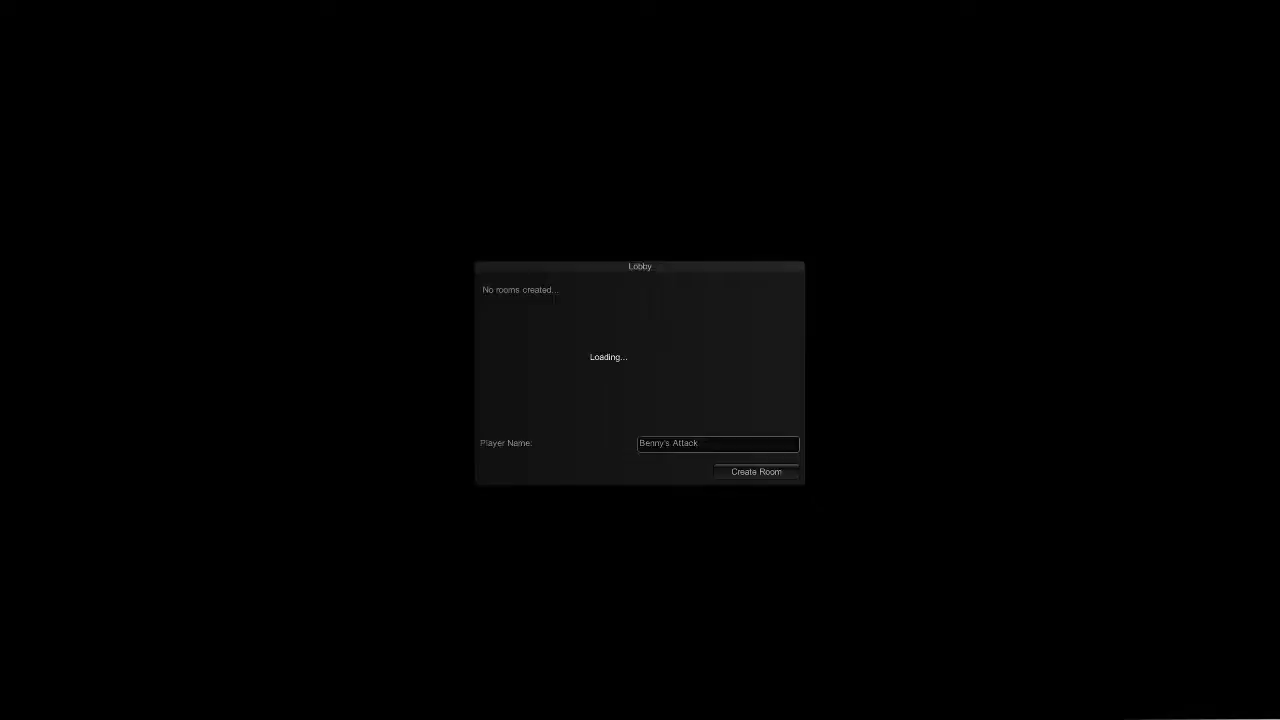 Lobby
No rooms created...
Loading...
Player Name:
Benny's Attack
Create Room